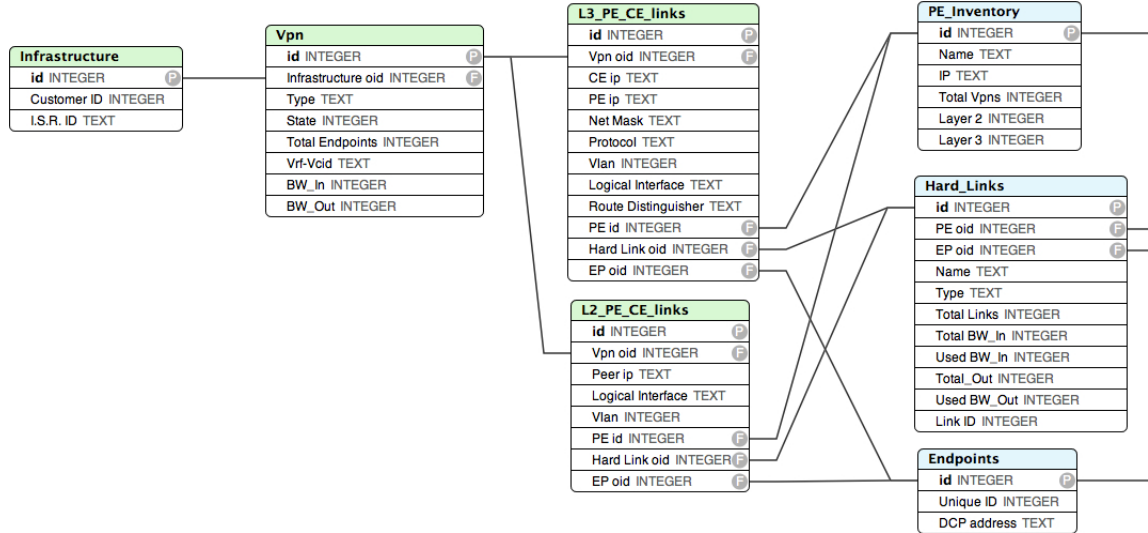 Infrastructure
id INTEGER P
Customer ID INTEGER
I.S.R. ID TEXT
Vpn
id INTEGER P
Infrastructure oid INTEGER F
Type TEXT
State INTEGER
Total Endpoints INTEGER
Vrf-Vcid TEXT
BW_In INTEGER
BW_Out INTEGER
L3_PE_CE_links
id INTEGER P
Vpn oid INTEGER F
CE ip TEXT
PE ip TEXT
Net Mask TEXT
Protocol TEXT
Vlan INTEGER
Logical Interface TEXT
Route Distinguisher TEXT
PE id INTEGER F
Hard Link oid INTEGER F
EP oid INTEGER F
L2_PE_CE_links
id INTEGER P
Vpn oid INTEGER F
Peer ip TEXT
Logical Interface TEXT
Vlan INTEGER
PE id INTEGER F
Hard Link oid INTEGER F
EP oid INTEGER F
PE_Inventory
id INTEGER P
Name TEXT
IP TEXT
Total Vpns INTEGER
Layer 2 INTEGER
Layer 3 INTEGER
Hard_Links
id INTEGER P
PE oid INTEGER F
EP oid INTEGER F
Name TEXT
Type TEXT
Total Links INTEGER
Total BW_In INTEGER
Used BW_In INTEGER
Total_Out INTEGER
Used BW_Out INTEGER
Link ID INTEGER
Endpoints
id INTEGER P
Unique ID INTEGER
DCP address TEXT